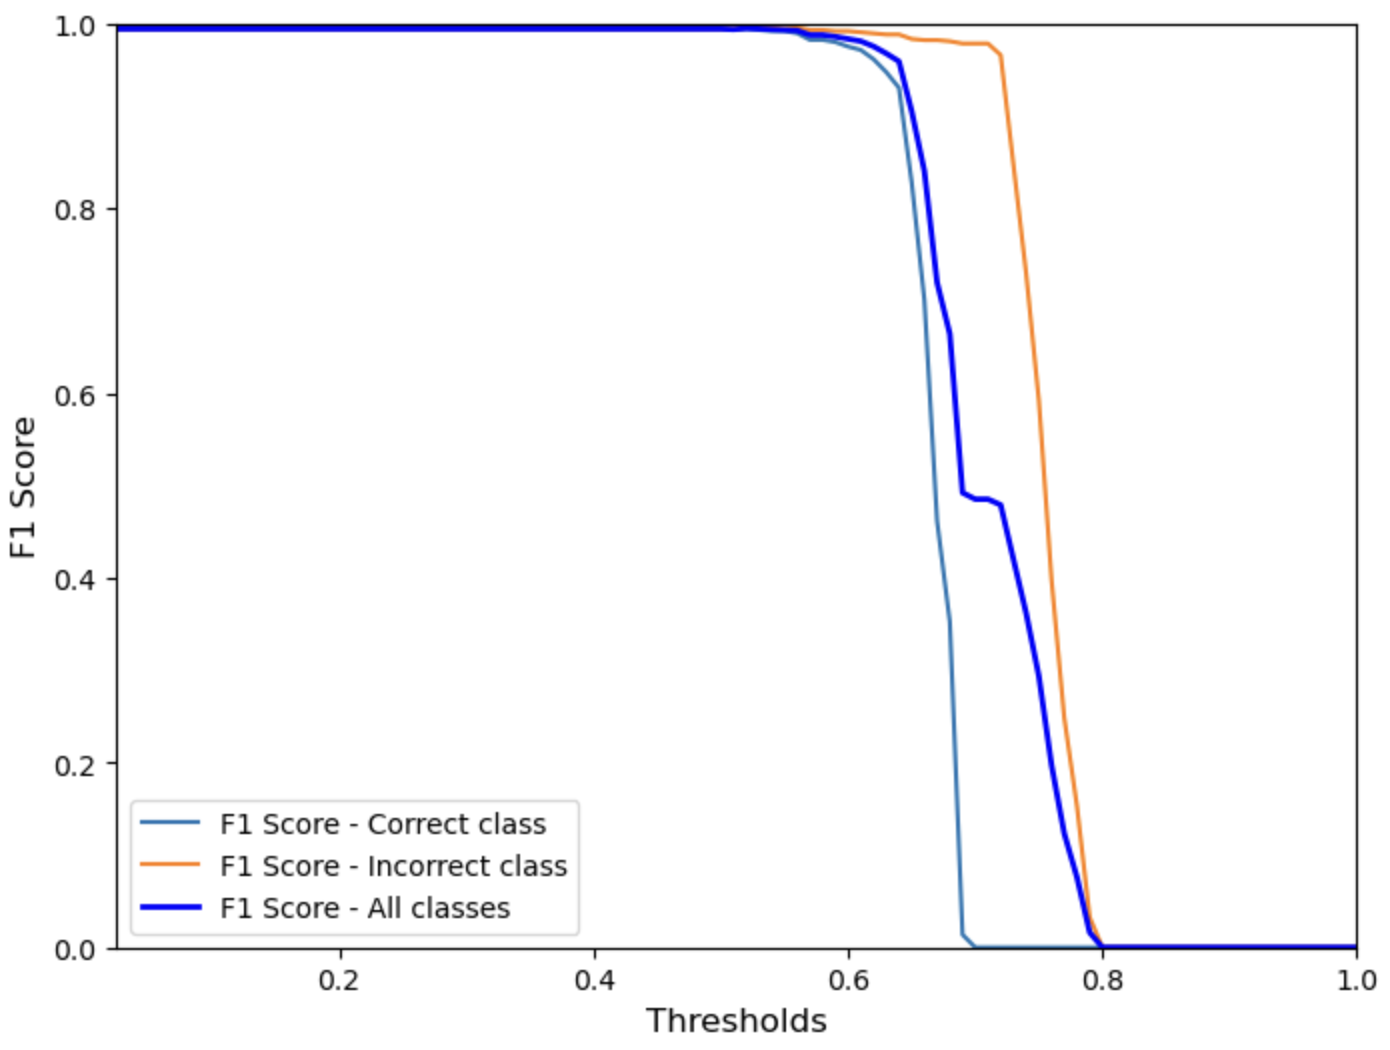 1.0
0.8
0.6
0.4
0.2
0.0
F1 Score
F1 Score - Correct class
F1 Score - Incorrect class
F1 Score - All classes
0.2 0.4 0.6 0.8 1.0
Thresholds